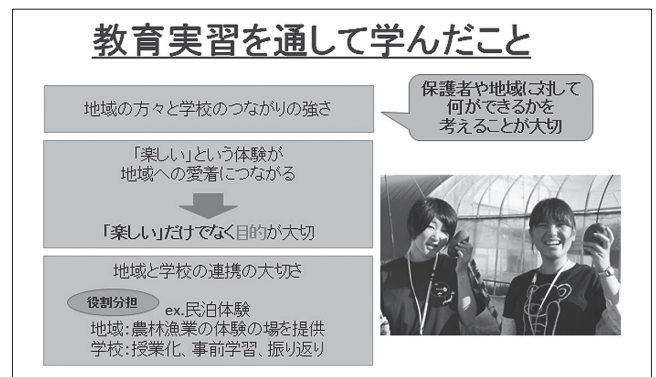 教育実習を通して学んだこと
地域の方々と学校のつながりの強さ
保護者や地域に対して
何ができるかを
考えることが大切
「楽しい」という体験が
地域への愛着につながる
「楽しい」だけでなく目的が大切
地域と学校の連携の大切さ
役割分担
ex.民泊体験
地域:農林漁業の体験の場を提供
学校:授業化、事前学習、振り返り